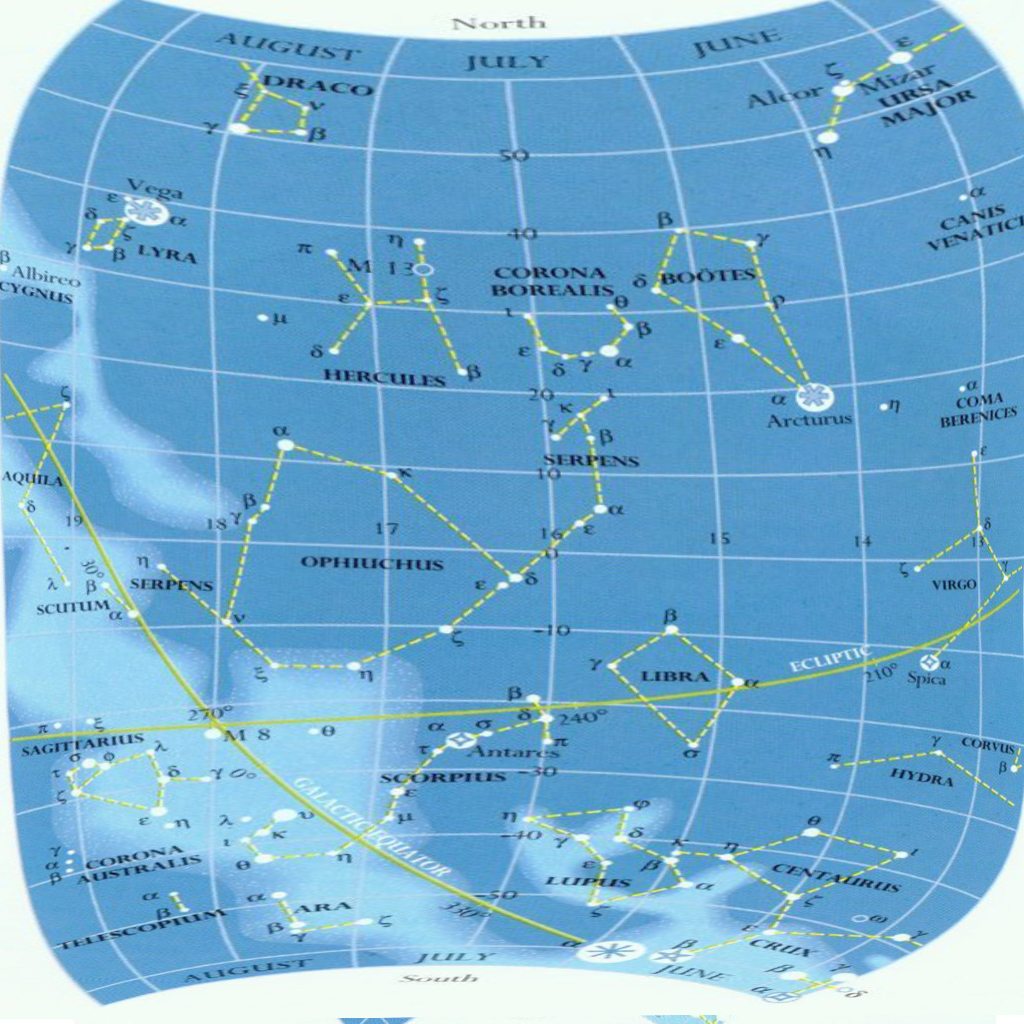 North
AUGUST
JULY
JUNE
ε
ζ
Mizar
Alcor
URSA
MAJOR
η
DRACO
ξ
ν
γ
β
50
Vega
ε
α
δ
ζ
γ
β
LYRA
α
CANIS
VENATICI
β
Albireo
CYGNUS
π
η
M 13
ε
ζ
μ
δ
β
HERCULES
40
CORONA
BOREALIS
θ
ι
β
ε
δ
γ
α
β
γ
BOÖTES
δ
ρ
ε
α
Arcturus
η
α
COMA
BERENICES
20
ι
κ
γ
β
SERPENS
10
α
ε
ζ
AQUILA
δ
19
λ
30°
α
κ
β
γ
18
17
16
0
15
14
13
OPHIUCHUS
η
SERPENS
β
SCUTUM
α
ν
ε
δ
ζ
ξ
η
-10
ε
δ
ζ
γ
VIRGO
β
γ
LIBRA
α
σ
ECLIPTIC
210°
α
Spica
270°
M 8
θ
π
ξ
SAGITTARIUS
β
δ
240°
α
σ
π
τ
Antares
SCORPIUS
-30
ε
μ
λ
σ
φ
τ
δ
γ
0°
ζ
ε
η
GALACTIC EQUATOR
λ
υ
ι
κ
θ
η
γ
CORVUS
π
β
HYDRA
γ
α
β
CORONA
AUSTRALIS
η
φ
-40
γ
δ
κ
η
θ
ι
ε
β
LUPUS
α
ζ
CENTAURUS
ζ
-50
330°
α
β
TELESCOPIUM
α
ARA
β
γ
ζ
ω
ε
γ
α
β
CRUX
AUGUST
JULY
JUNE
β
γ
α
δ
South